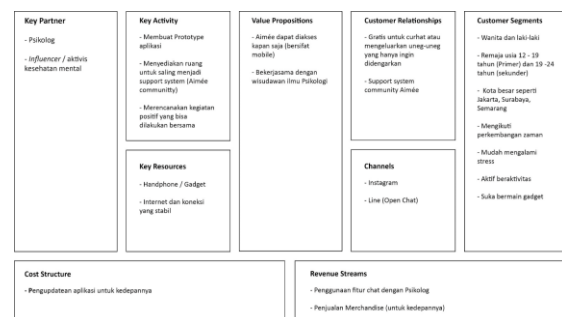 Key Partner
- Psikolog
- Influencer / aktivis
kesehatan mental
Key Activity
- Membuat Prototype
aplikasi
- Menyediakan ruang
untuk saling menjadi
support system (Aimée
communitty)
- Merencanakan kegiatan
positif yang bisa
dilakukan bersama
Key Resources
- Handphone / Gadget
- Internet dan koneksi
yang stabil
Value Propositions
- Aimée dapat diakses
kapan saja (bersifat
mobile)
- Bekerjasama dengan
wisudawan ilmu Psikologi
Customer Relationships
- Gratis untuk curhat atau
mengeluarkan uneg-uneg
yang hanya ingin
didengarkan
- Support system
community Aimée
Channels
- Instagram
- Line (Open Chat)
Customer Segments
- Wanita dan laki-laki
- Remaja usia 12 - 19
tahun (Primer) dan 19 -24
tahun (sekunder)
- Kota besar seperti
Jakarta, Surabaya,
Semarang
- Mengikuti
perkembangan zaman
- Mudah mengalami
stress
- Aktif beraktivitas
- Suka bermain gadget
Cost Structure
- Pengupdatean aplikasi untuk kedepannya
Revenue Streams
- Penggunaan fitur chat dengan Psikolog
- Penjualan Merchandise (untuk kedepannya)